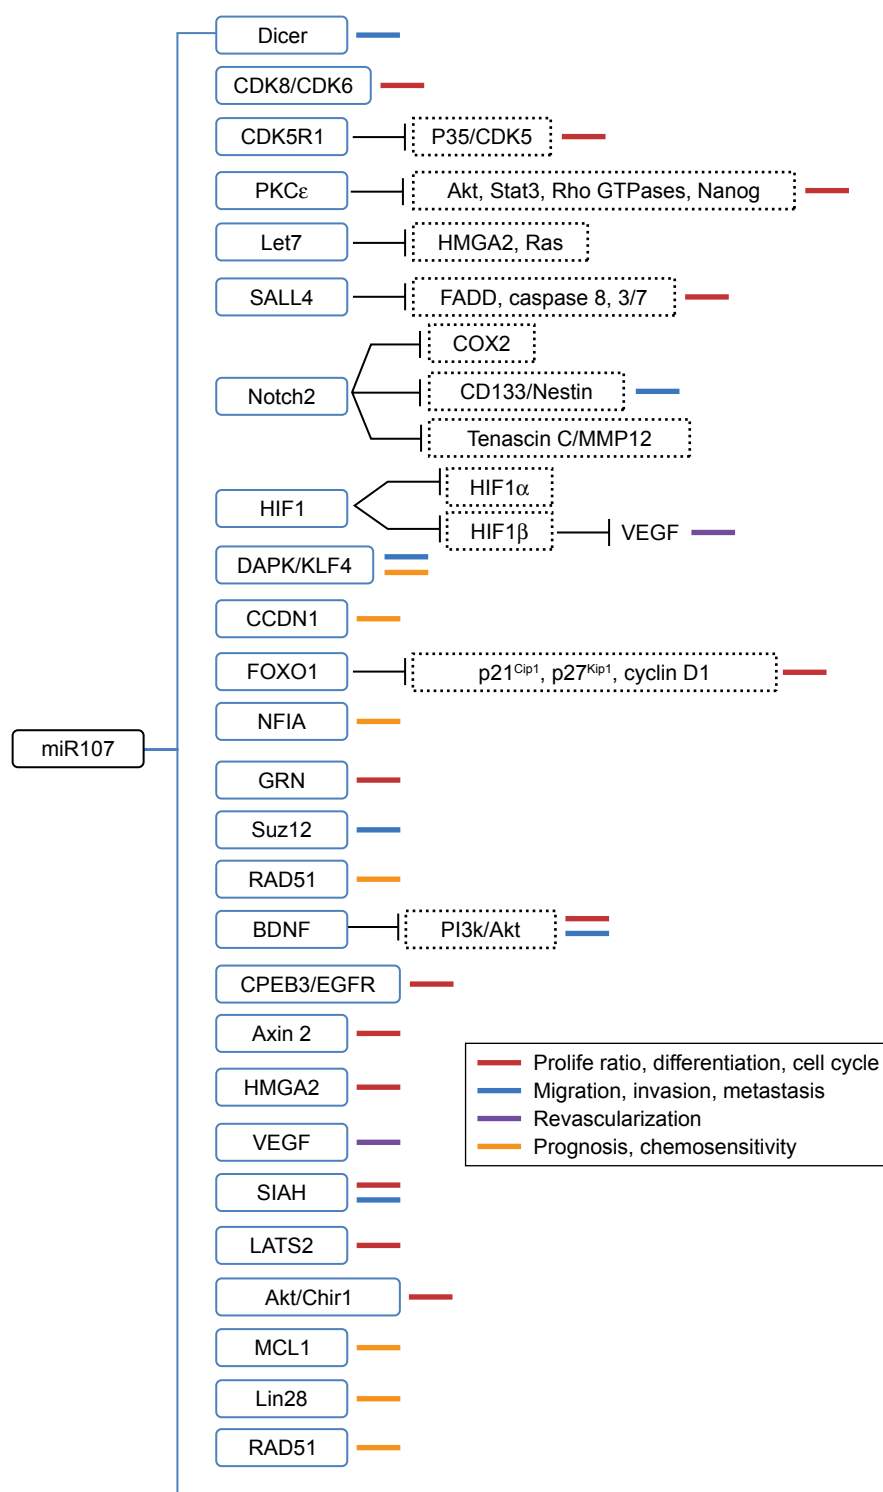 Dicer
CDK8/CDK6
CDK5R1 P35/CDK5
PKCε Akt, Stat3, Rho GTPases, Nanog
Let7 HMGA2, Ras
SALL4 FADD, caspase 8, 3/7
COX2
Notch2 CD133/Nestin
Tenascin C/MMP12
HIF1α
HIF1
HIF1β VEGF
DAPK/KLF4
CCDN1
FOXO1 p21Cip1, p27Kip1, cyclin D1
NFIA
miR107
GRN
Suz12
RAD51
BDNF PI3k/Akt
CPEB3/EGFR
Axin 2
HMGA2
VEGF
SIAH
LATS2
Akt/Chir1
MCL1
Lin28
RAD51
Prolife ratio, differentiation, cell cycle
Migration, invasion, metastasis
Revascularization
Prognosis, chemosensitivity